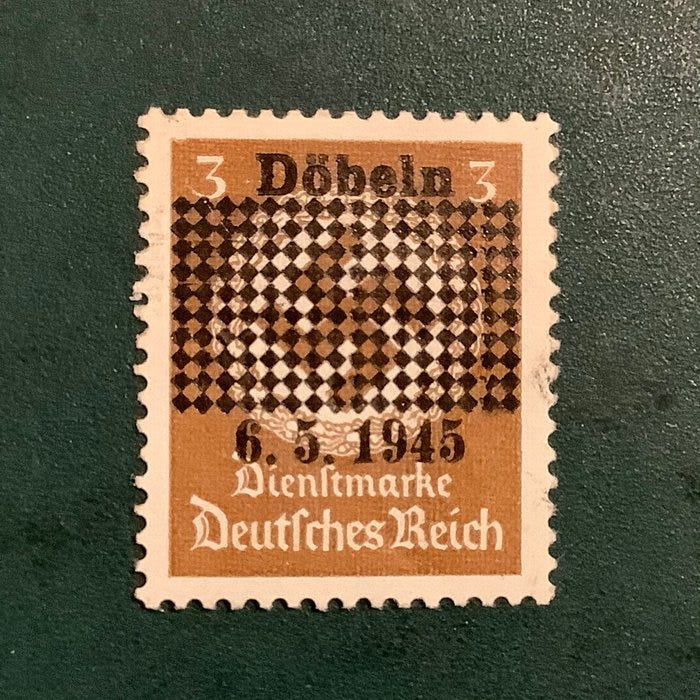 3 Döbeln 3
6. 5. 1945
Dienſtmarke
Deutſches Reich